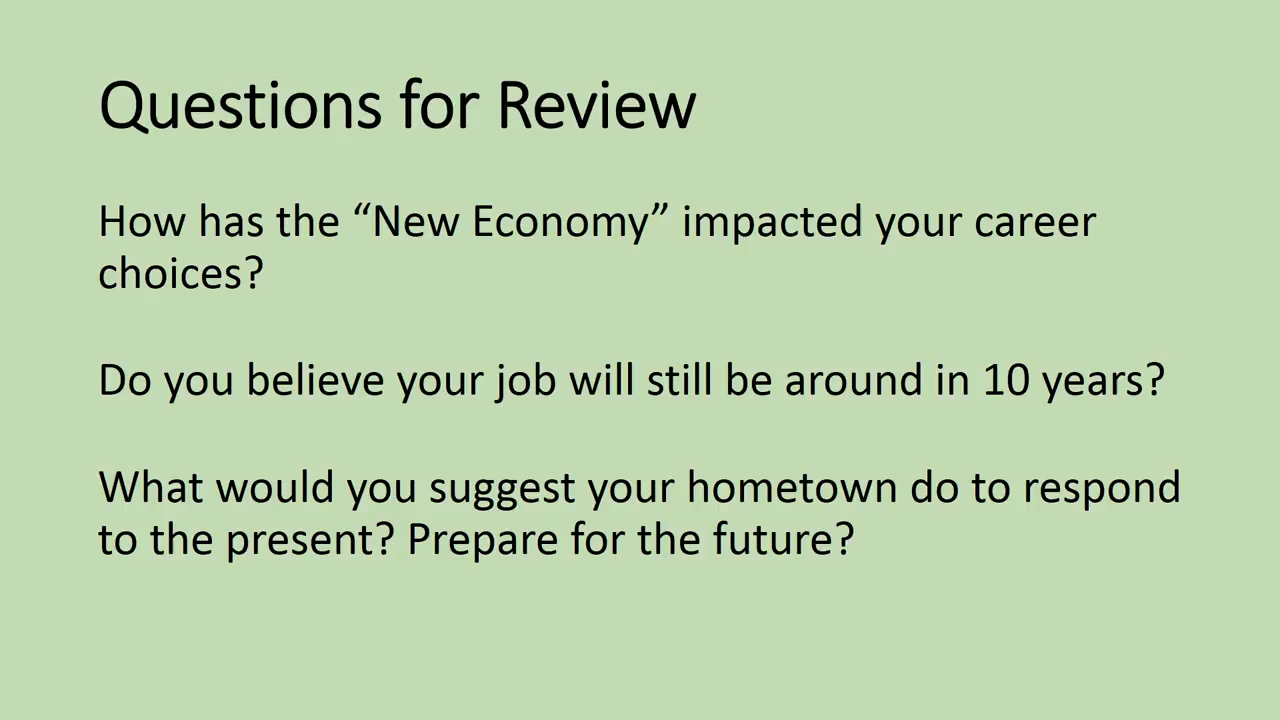 Questions for Review
How has the “New Economy” impacted your career
choices?
Do you believe your job will still be around in 10 years?
What would you suggest your hometown do to respond
to the present? Prepare for the future?